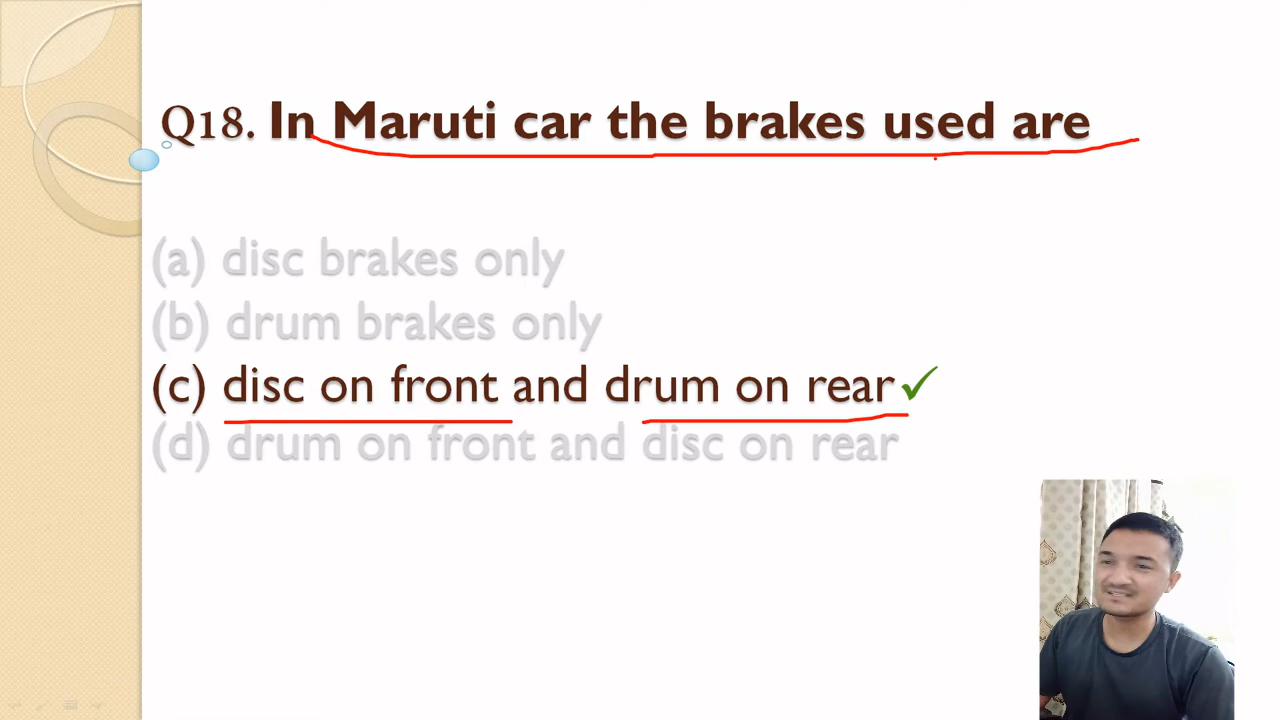 Q18. In Maruti car the brakes used are
(a) disc brakes only
(b) drum brakes only
(c) disc on front and drum on rear✓
(d) drum on front and disc on rear